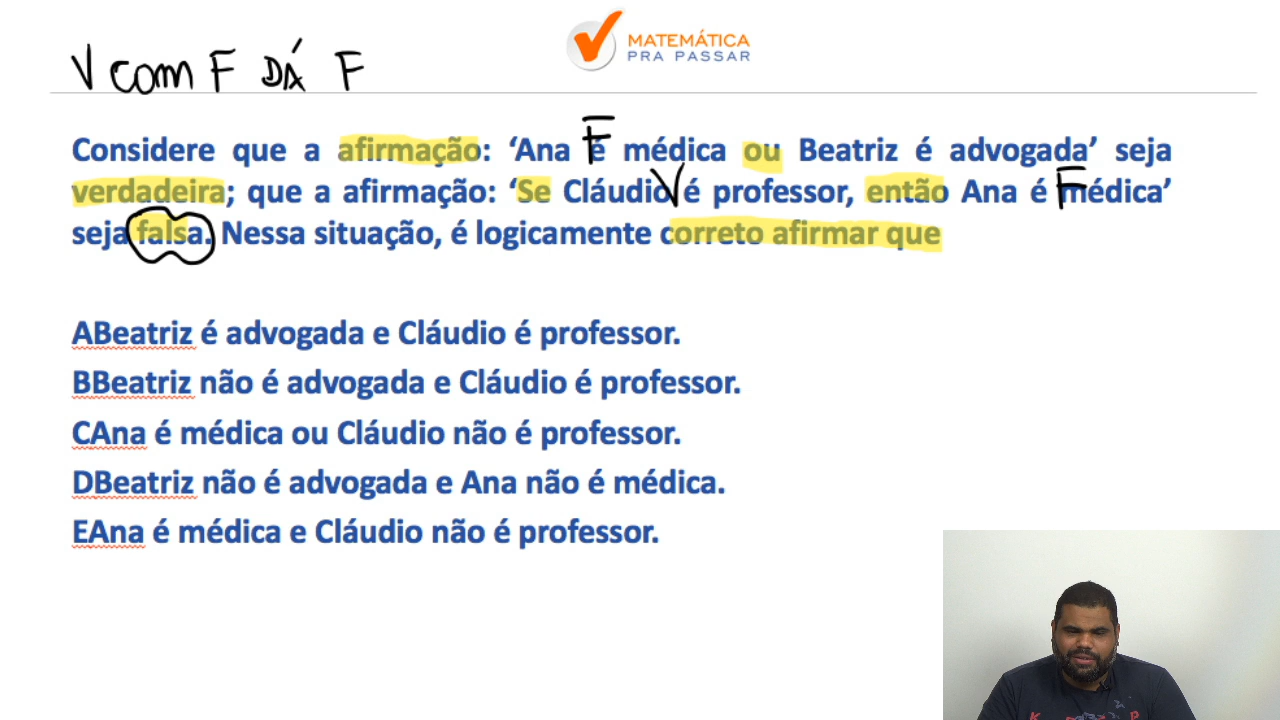 MATEMÁTICA
PRA PASSAR
V com F DÁ F
Considere que a afirmação: ‘Ana é médica ou Beatriz é advogada’ seja
F
verdadeira; que a afirmação: ‘Se Cláudio é professor, então Ana é médica’
V F
seja falsa. Nessa situação, é logicamente correto afirmar que
ABeatriz é advogada e Cláudio é professor.
BBeatriz não é advogada e Cláudio é professor.
CAna é médica ou Cláudio não é professor.
DBeatriz não é advogada e Ana não é médica.
EAna é médica e Cláudio não é professor.
K P